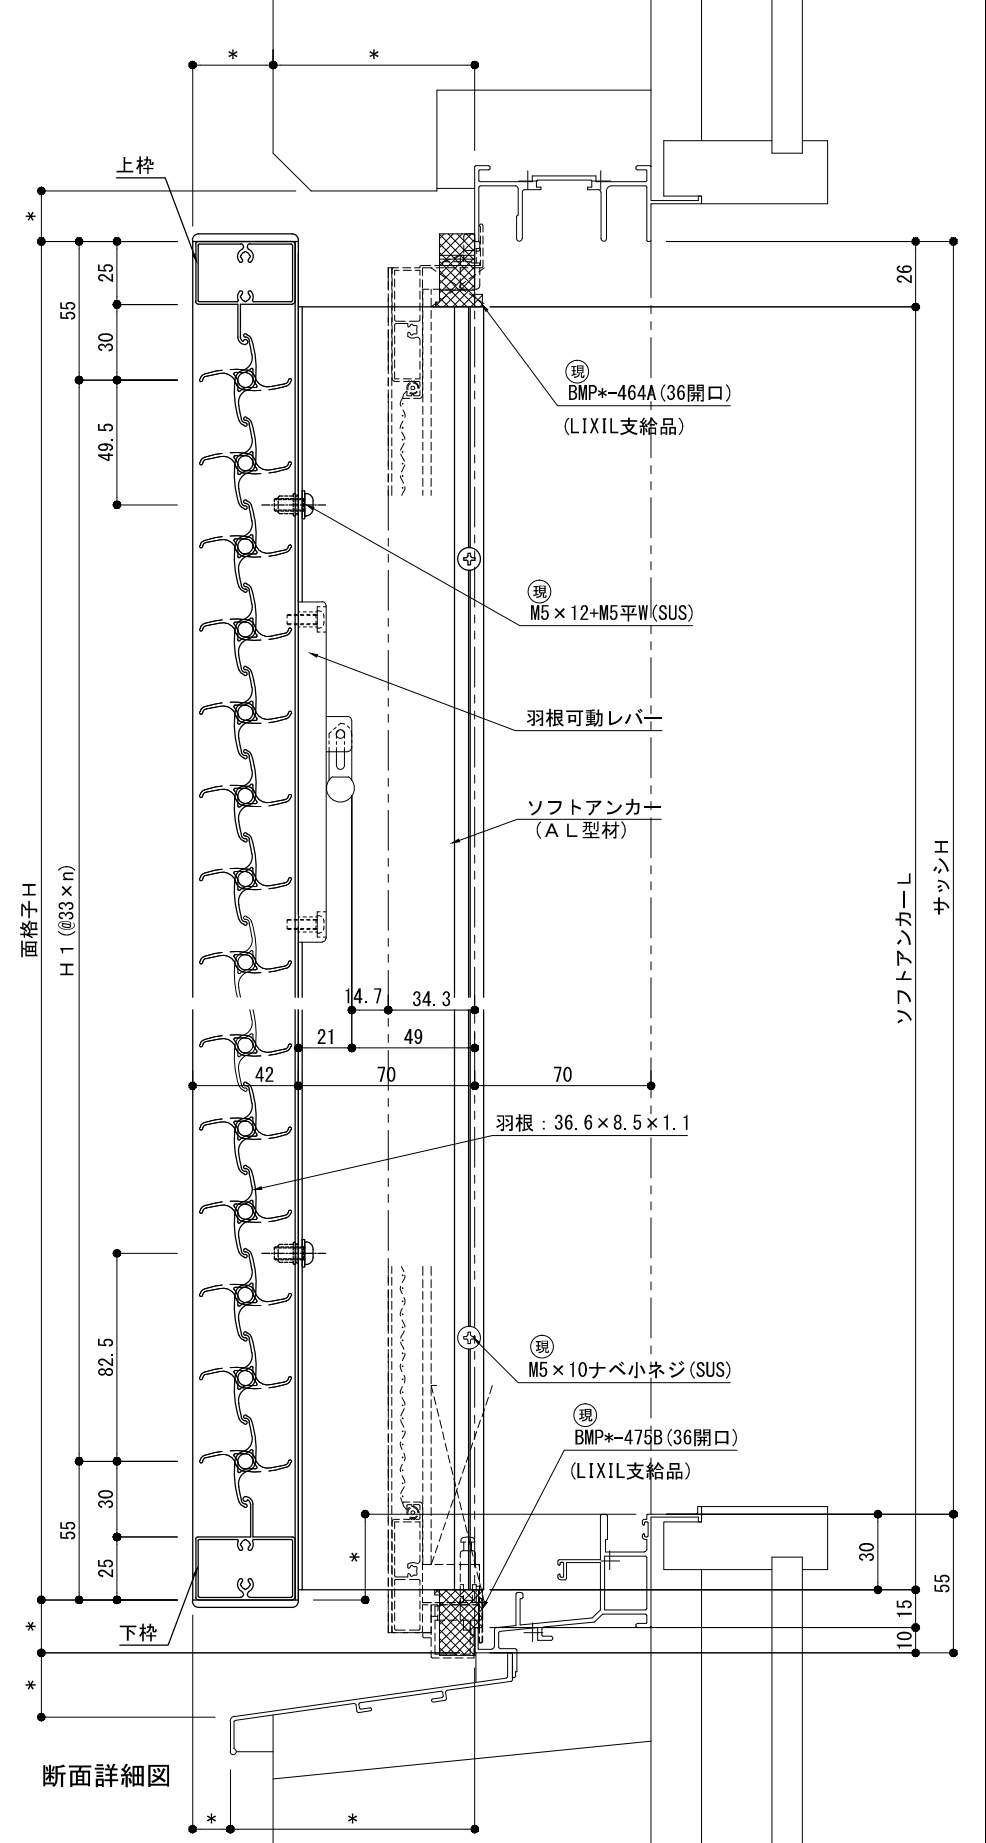 *
*
上枠
*
55
25
30
49.5
26
現
BMP*-464A(36開口)
(LIXIL支給品)
現
M5×12+M5平W(SUS)
羽根可動レバー
ソフトアンカー
(AL型材)
面格子H
H1(@33×n)
ソフトアンカーL
サッシH
14.7
34.3
21
49
42
70
70
羽根:36.6×8.5×1.1
82.5
現
M5×10ナベ小ネジ(SUS)
現
BMP*-475B(36開口)
(LIXIL支給品)
55
30
25
*
30
55
15
10
下枠
*
*
断面詳細図
*
*